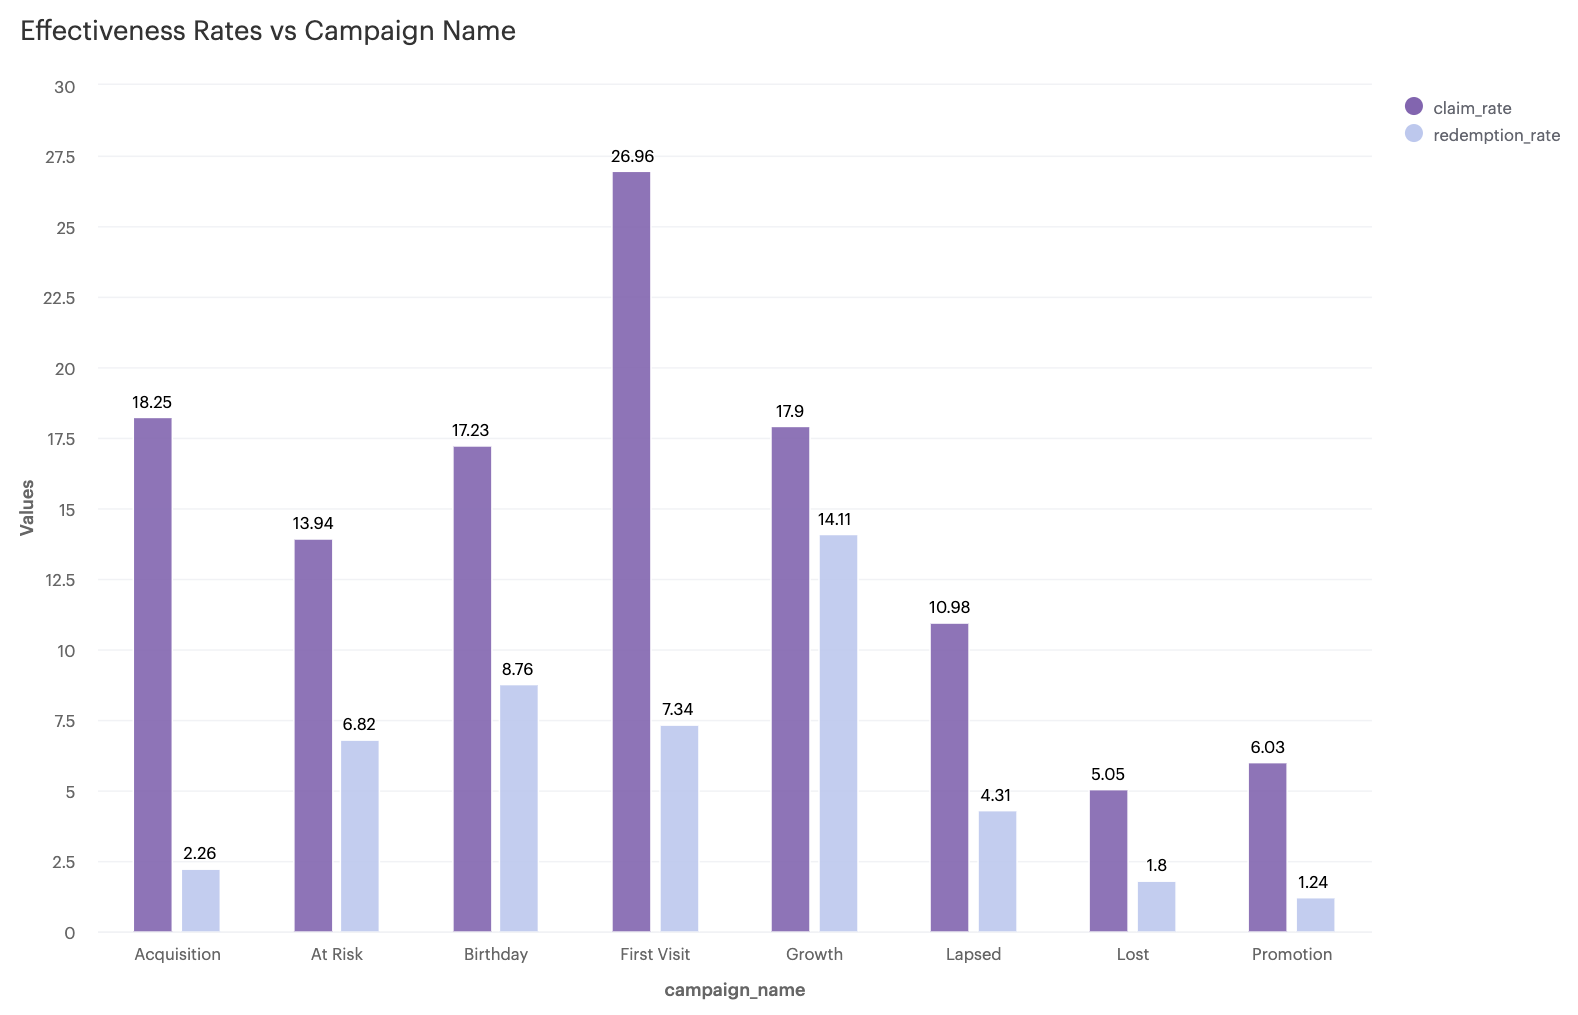 Effectiveness Rates vs Campaign Name
30
27.5
25
22.5
20
17.5
15
12.5
10
7.5
5
2.5
0
Values
claim_rate
redemption_rate
18.25
2.26
13.94
6.82
17.23
8.76
26.96
7.34
17.9
14.11
10.98
4.31
5.05
1.8
6.03
1.24
Acquisition
At Risk
Birthday
First Visit
Growth
Lapsed
Lost
Promotion
campaign_name